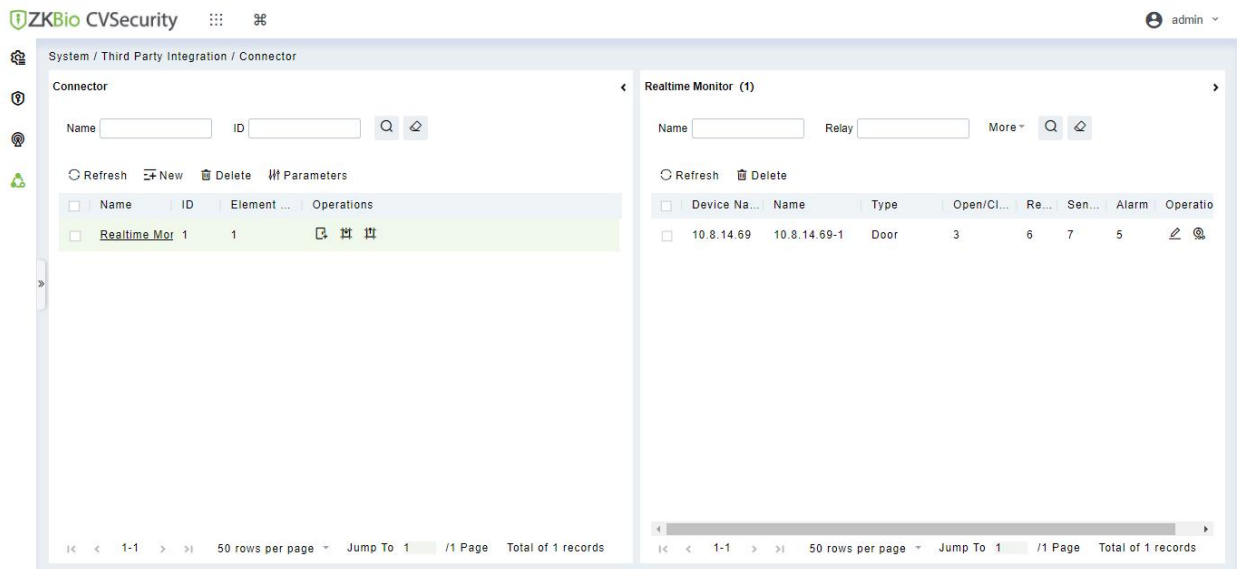 ZKBio CVSecurity
admin
System / Third Party Integration / Connector
Connector
Name
ID
Refresh New Delete Parameters
Name ID Element ... Operations
Realtime Mor 1 1
1-1 50 rows per page Jump To 1 /1 Page Total of 1 records
Realtime Monitor (1)
Name
Relay
More
Refresh Delete
Device Na... Name Type Open/Cl... Re... Sen... Alarm Operatio
10.8.14.69 10.8.14.69-1 Door 3 6 7 5
1-1 50 rows per page Jump To 1 /1 Page Total of 1 records